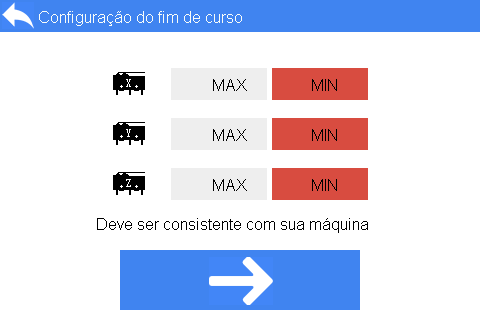 Configuração do fim de curso
X MAX MIN
Y MAX MIN
Z MAX MIN
Deve ser consistente com sua máquina